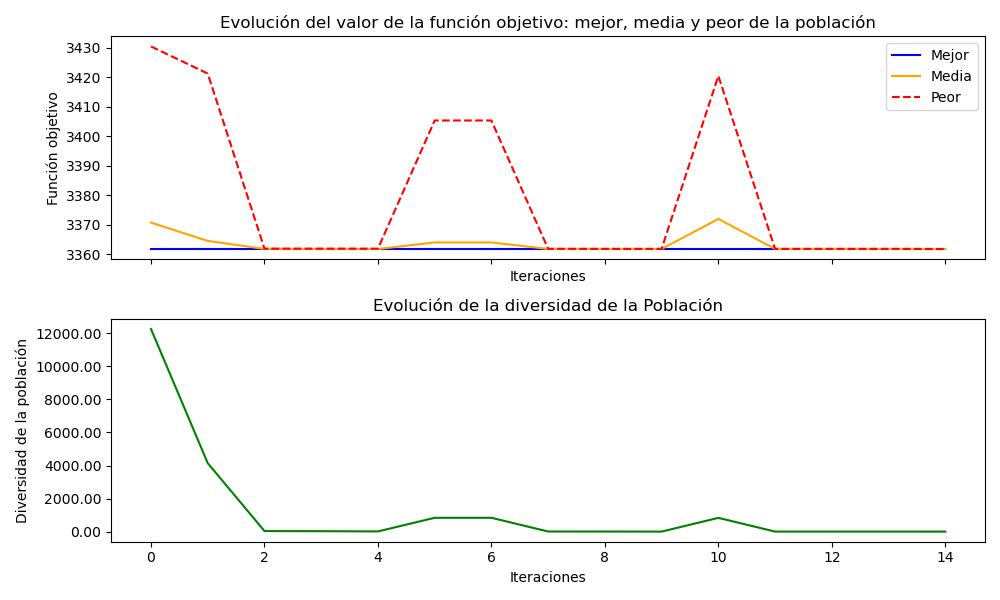 Evolución del valor de la función objetivo: mejor, media y peor de la población
3430
3420
3410
3400
3390
3380
3370
3360
Función objetivo
Mejor
Media
Peor
Iteraciones
Evolución de la diversidad de la Población
12000.00
10000.00
8000.00
6000.00
4000.00
2000.00
0.00
Diversidad de la población
0 2 4 6 8 10 12 14
Iteraciones